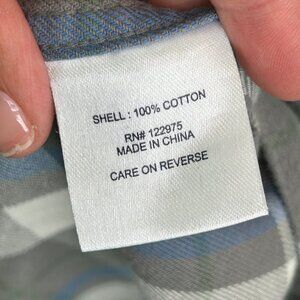 SHELL : 100% COTTON
RN# 122975
MADE IN CHINA
CARE ON REVERSE